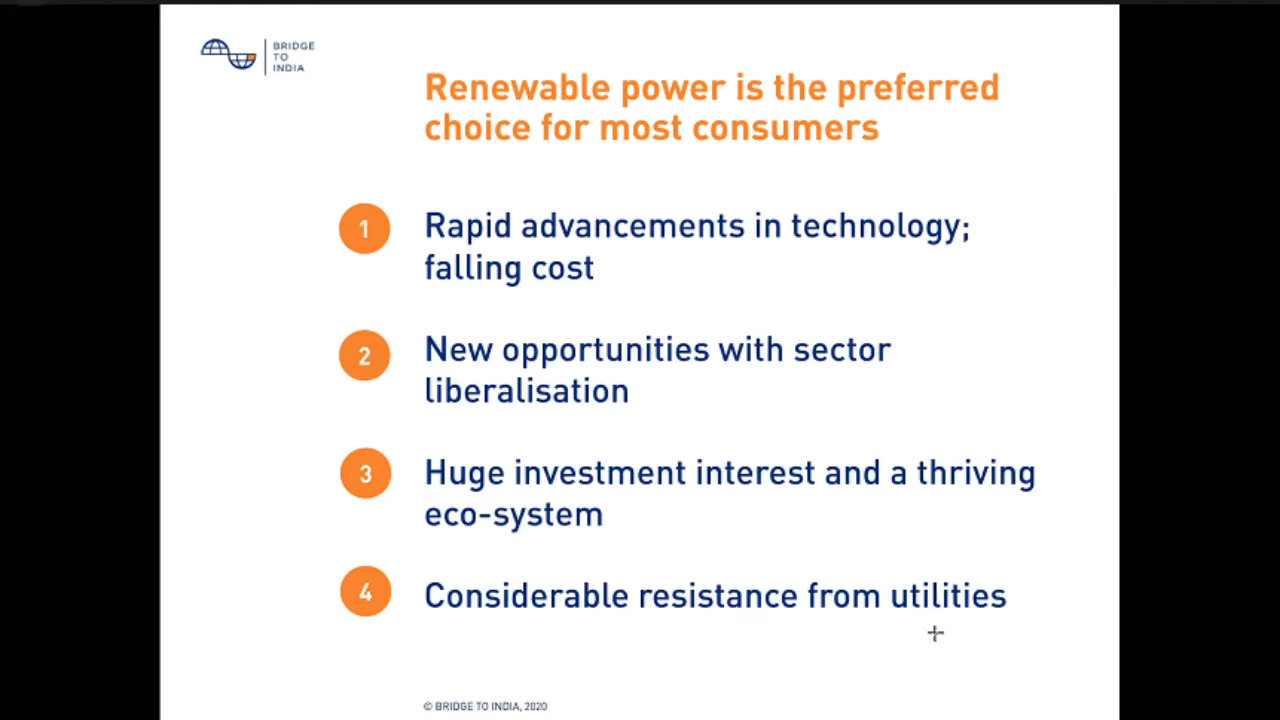 BRIDGE
TO
INDIA
Renewable power is the preferred
choice for most consumers
1
Rapid advancements in technology;
falling cost
2
New opportunities with sector
liberalisation
3
Huge investment interest and a thriving
eco-system
4
Considerable resistance from utilities
© BRIDGE TO INDIA, 2020